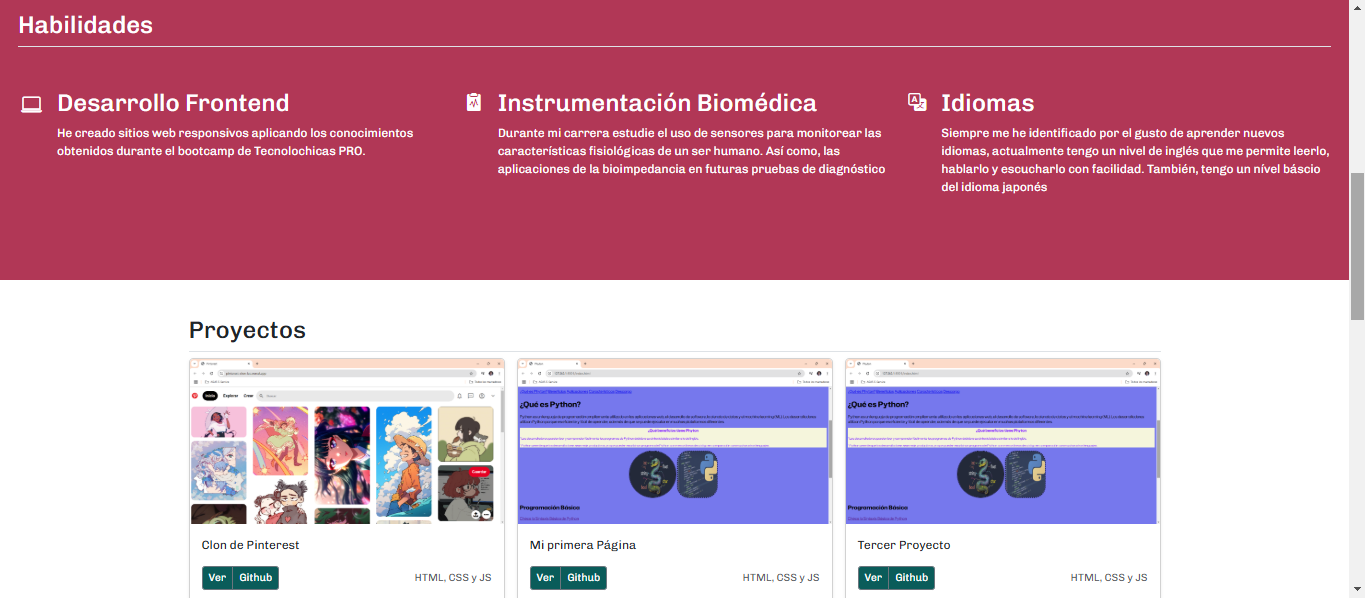 Habilidades
Desarrollo Frontend
He creado sitios web responsivos aplicando los conocimientos
obtenidos durante el bootcamp de Tecnolochicas PRO.
Instrumentación Biomédica
Durante mi carrera estudie el uso de sensores para monitorear las
características fisiológicas de un ser humano. Así como, las
aplicaciones de la bioimpedancia en futuras pruebas de diagnóstico
Idiomas
Siempre me he identificado por el gusto de aprender nuevos
idiomas, actualmente tengo un nivel de inglés que me permite leerlo,
hablarlo y escucharlo con facilidad. También, tengo un nível báscio
del idioma japonés
Proyectos
Inicio Explorar Crear
Guardar
Clon de Pinterest
Ver Github HTML, CSS y JS
¿Qué es Python?
Programación Básica
Mi primera Página
Ver Github HTML, CSS y JS
¿Qué es Python?
Programación Básica
Tercer Proyecto
Ver Github HTML, CSS y JS